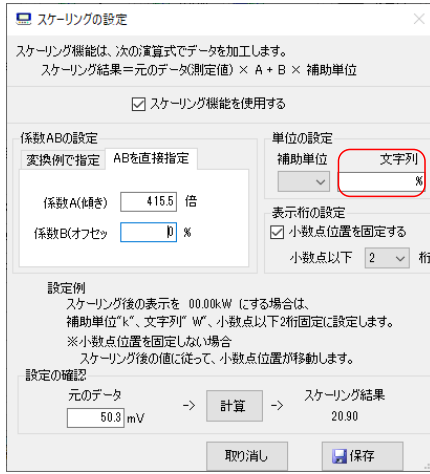 スケーリングの設定
スケーリング機能は、次の演算式でデータを加工します。
スケーリング結果＝元のデータ(測定値) × A + B × 補助単位
スケーリング機能を使用する
係数ABの設定
変換例で指定 ABを直接指定
係数A(傾き) 415.5 倍
係数B(オフセッ 0 %
単位の設定
補助単位 文字列
%
表示桁の設定
小数点位置を固定する
小数点以下 2 桁
設定例
スケーリング後の表示を 00.00kW にする場合は、
補助単位"k"、文字列" W"、小数点以下2桁固定に設定します。
※小数点位置を固定しない場合
スケーリング後の値に従って、小数点位置が移動します。
設定の確認
元のデータ
50.3 mV
-> 計算 ->
スケーリング結果
20.90
取り消し 保存